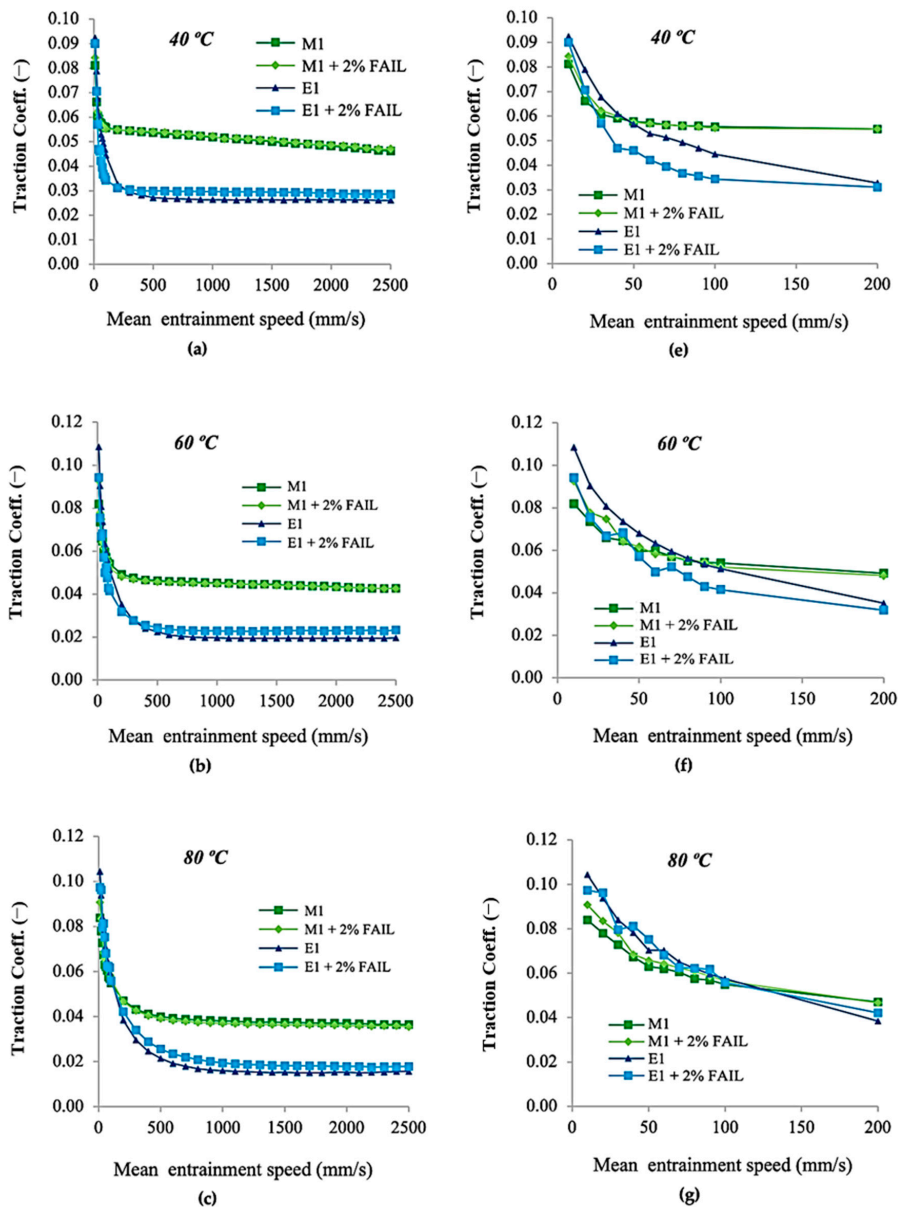 0.10
0.09
0.08
0.07
0.06
0.05
0.04
0.03
0.02
0.01
0.00
Traction Coeff. (−)
40 ºC
M1
M1 + 2% FAIL
E1
E1 + 2% FAIL
0 500 1000 1500 2000 2500
Mean entrainment speed (mm/s)
(a)
0.10
0.09
0.08
0.07
0.06
0.05
0.04
0.03
0.02
0.01
0.00
Traction Coeff. (−)
40 ºC
M1
M1 + 2% FAIL
E1
E1 + 2% FAIL
0 50 100 150 200
Mean entrainment speed (mm/s)
(e)
0.12
0.10
0.08
0.06
0.04
0.02
0.00
Traction Coeff. (−)
60 ºC
M1
M1 + 2% FAIL
E1
E1 + 2% FAIL
0 500 1000 1500 2000 2500
Mean entrainment speed (mm/s)
(b)
0.12
0.10
0.08
0.06
0.04
0.02
0.00
Traction Coeff. (−)
60 ºC
M1
M1 + 2% FAIL
E1
E1 + 2% FAIL
0 50 100 150 200
Mean entrainment speed (mm/s)
(f)
0.12
0.10
0.08
0.06
0.04
0.02
0.00
Traction Coeff. (−)
80 ºC
M1
M1 + 2% FAIL
E1
E1 + 2% FAIL
0 500 1000 1500 2000 2500
Mean entrainment speed (mm/s)
(c)
0.12
0.10
0.08
0.06
0.04
0.02
0.00
Traction Coeff. (−)
80 ºC
M1
M1 + 2% FAIL
E1
E1 + 2% FAIL
0 50 100 150 200
Mean entrainment speed (mm/s)
(g)